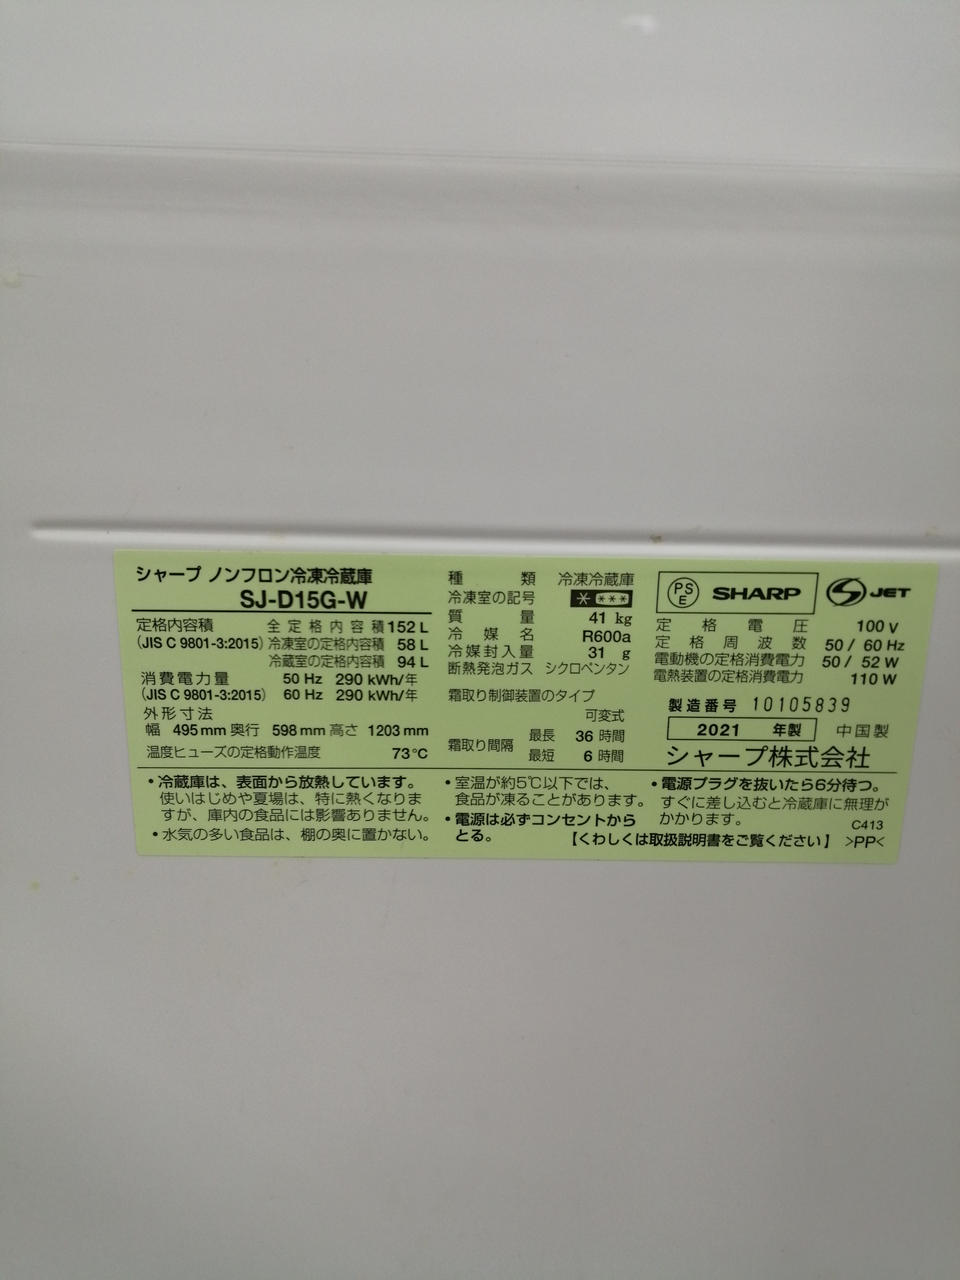 シャープ ノンフロン冷凍冷蔵庫
SJ-D15G-W
定格内容積 全定格内容積 152 L
(JIS C 9801-3:2015) 冷凍室の定格内容積 58 L
冷蔵室の定格内容積 94 L
消費電力量 50 Hz 290 kWh/年
(JIS C 9801-3:2015) 60 Hz 290 kWh/年
外形寸法
幅 495 mm 奥行 598 mm 高さ 1203 mm
温度ヒューズの定格動作温度 73℃
種類 冷凍冷蔵庫
冷凍室の記号 * ***
質量 41 kg
冷媒名 R600a
冷媒封入量 31 g
断熱発泡ガス シクロペンタン
霜取り制御装置のタイプ
可変式
霜取り間隔 最長 36 時間
最短 6 時間
PSE SHARP JET
定格電圧 100 V
定格周波数 50 / 60 Hz
電動機の定格消費電力 50 / 52 W
電熱装置の定格消費電力 110 W
製造番号 10105839
2021 年製 中国製
シャープ株式会社
・冷蔵庫は、表面から放熱しています。
使いはじめや夏場は、特に熱くなりま
すが、庫内の食品には影響ありません。
・水気の多い食品は、棚の奥に置かない。
・室温が約5℃以下では、
食品が凍ることがあります。
・電源は必ずコンセントから
とる。
・電源プラグを抜いたら6分待つ。
すぐに差し込むと冷蔵庫に無理が
かかります。
C413
【くわしくは取扱説明書をご覧ください】 >PP<